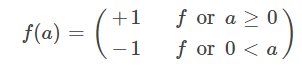 f(a) = ( +1 f or a ≥ 0
−1 f or 0 < a )